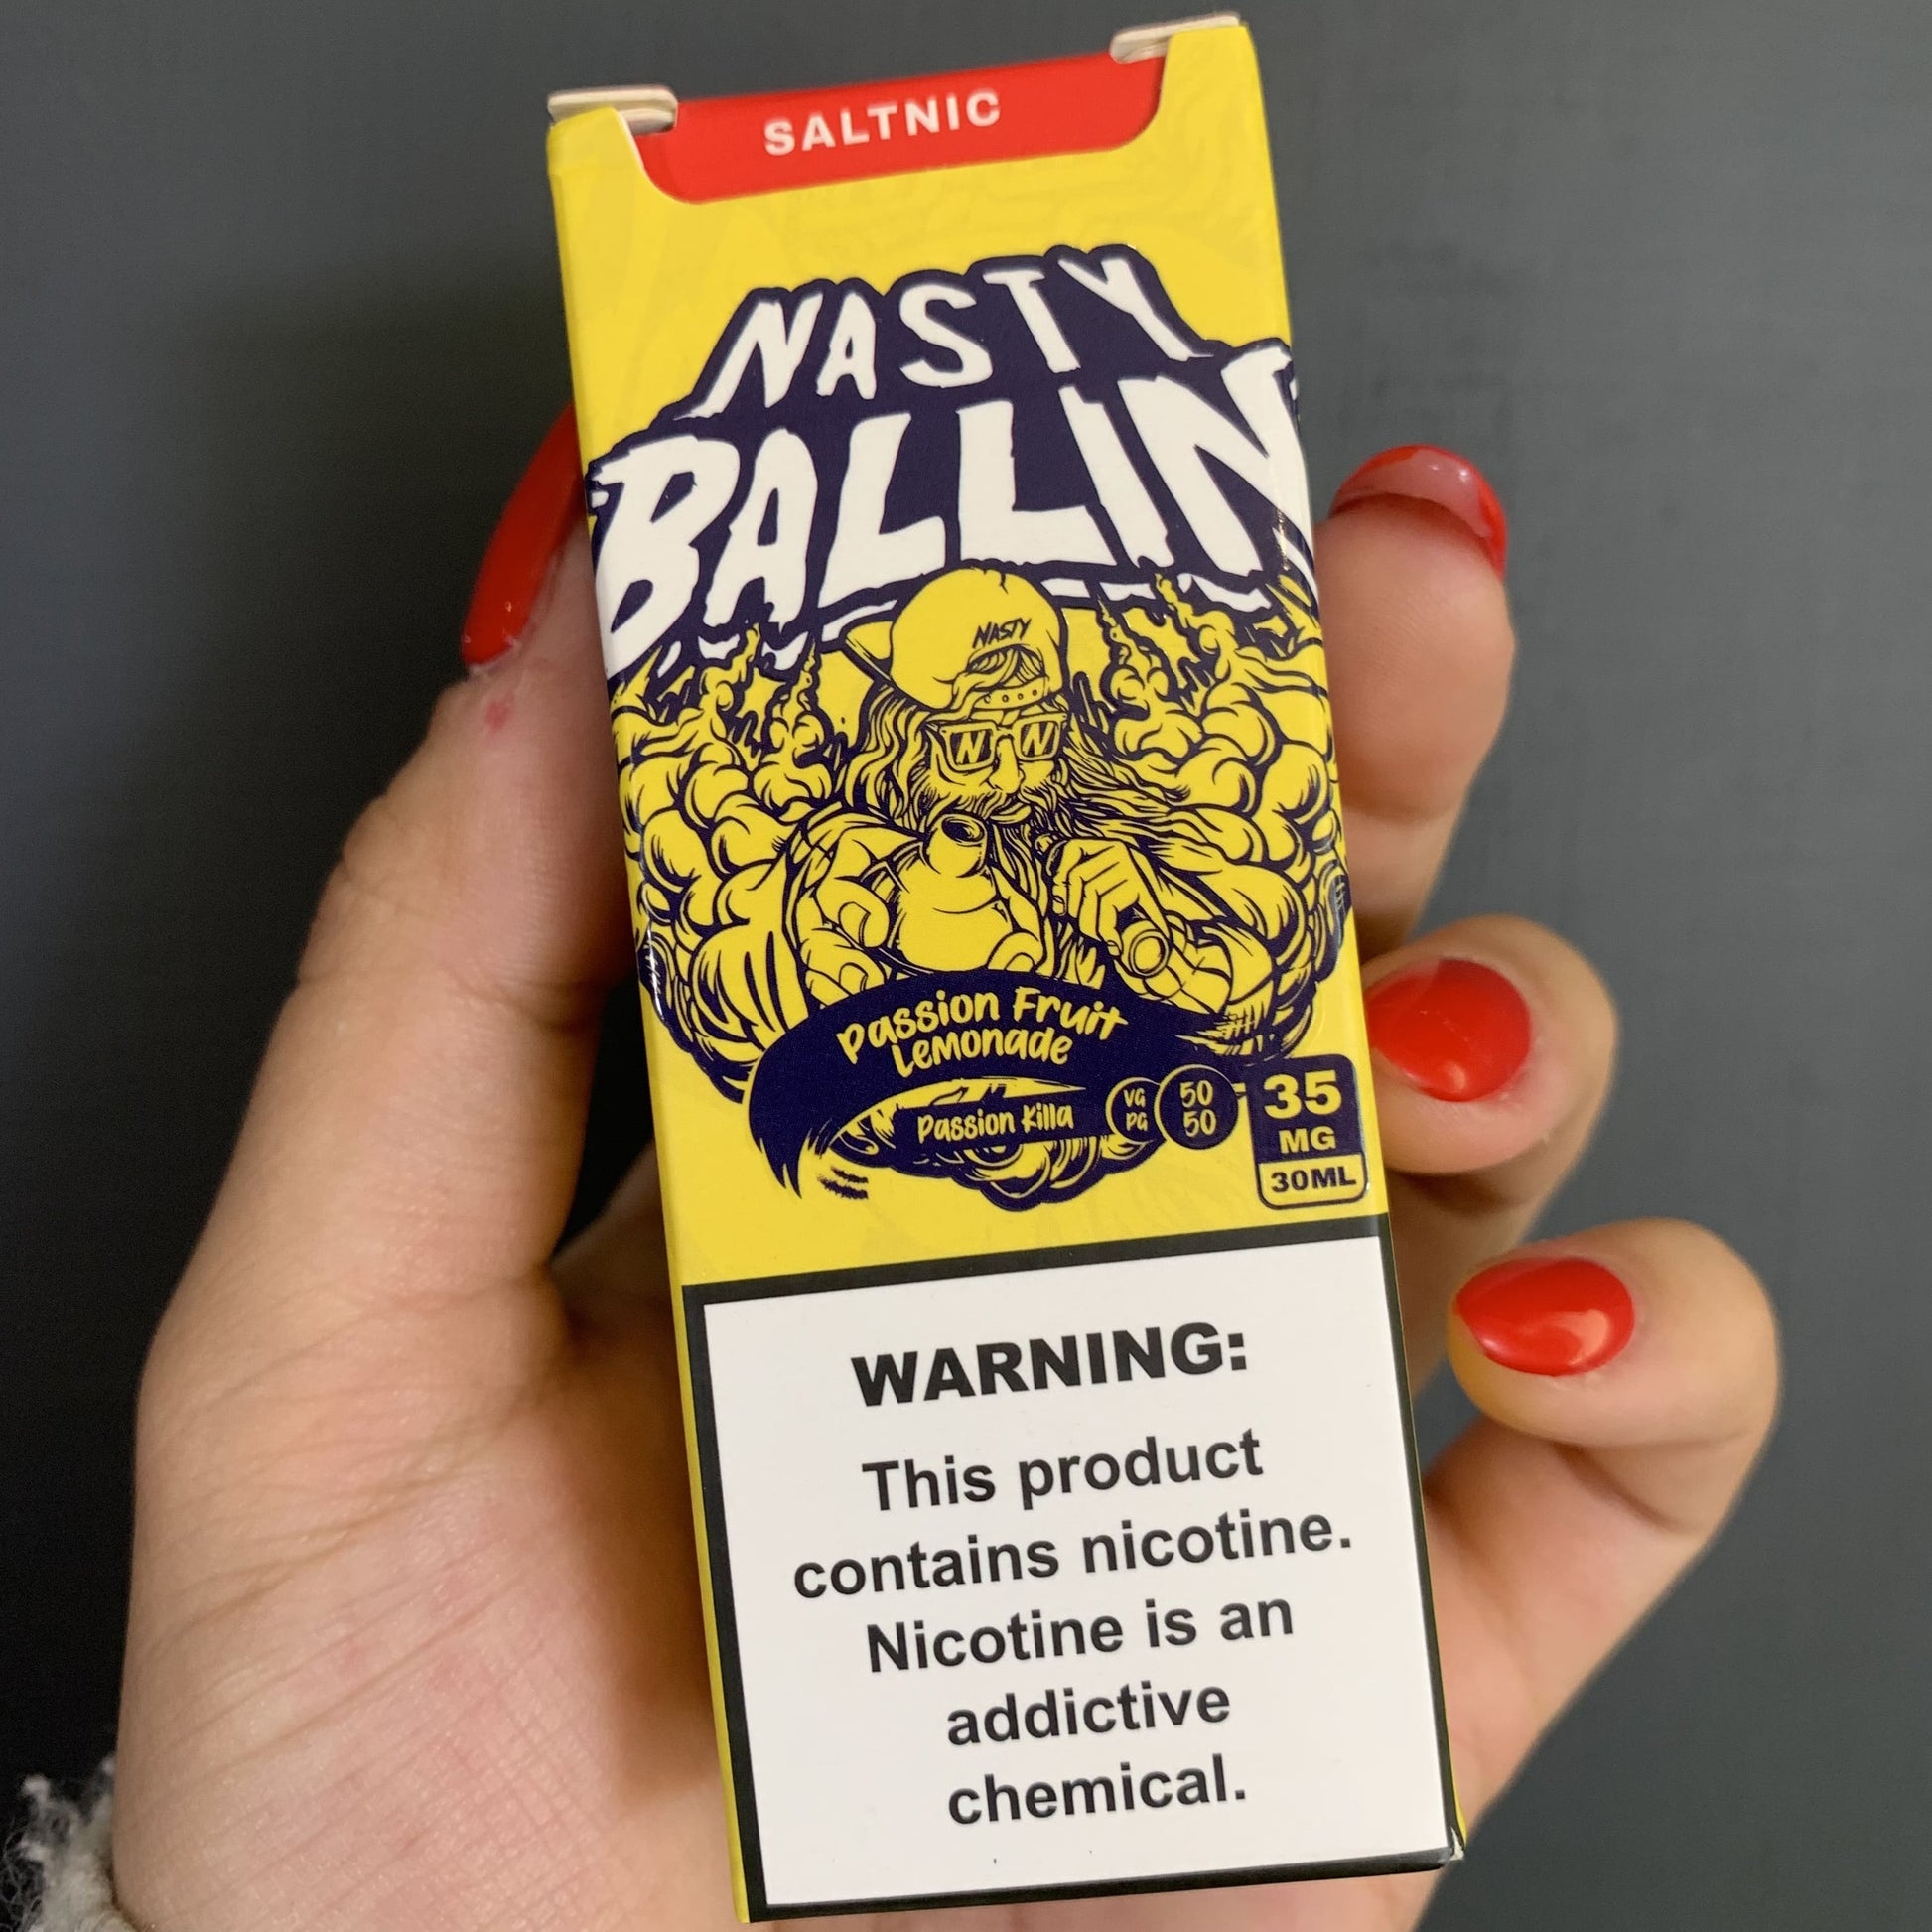 SALTNIC
NASTY
BALLIN
NASTY
N N
Passion Fruit
Lemonade
Passion Killa
VG
PG
50
50
35
MG
30ML
WARNING:
This product
contains nicotine.
Nicotine is an
addictive
chemical.